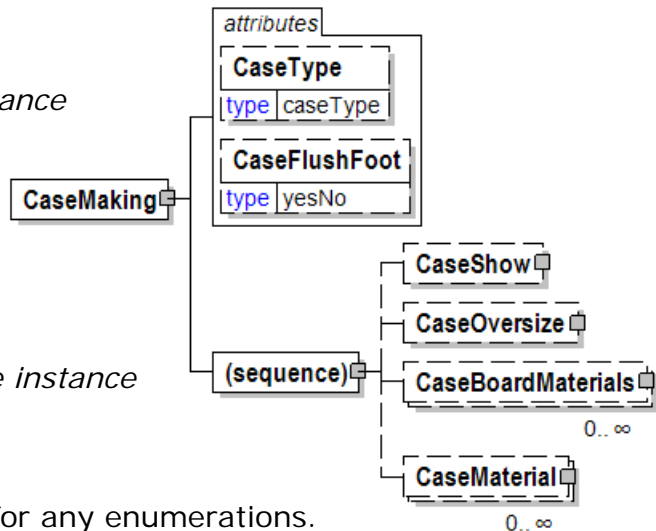 attributes
CaseType
ance
type caseType
CaseFlushFoot
type yesNo
CaseMaking
CaseShow
CaseOversize
(sequence)
instance
CaseBoardMaterials
0.. ∞
CaseMaterial
or any enumerations.
0.. ∞